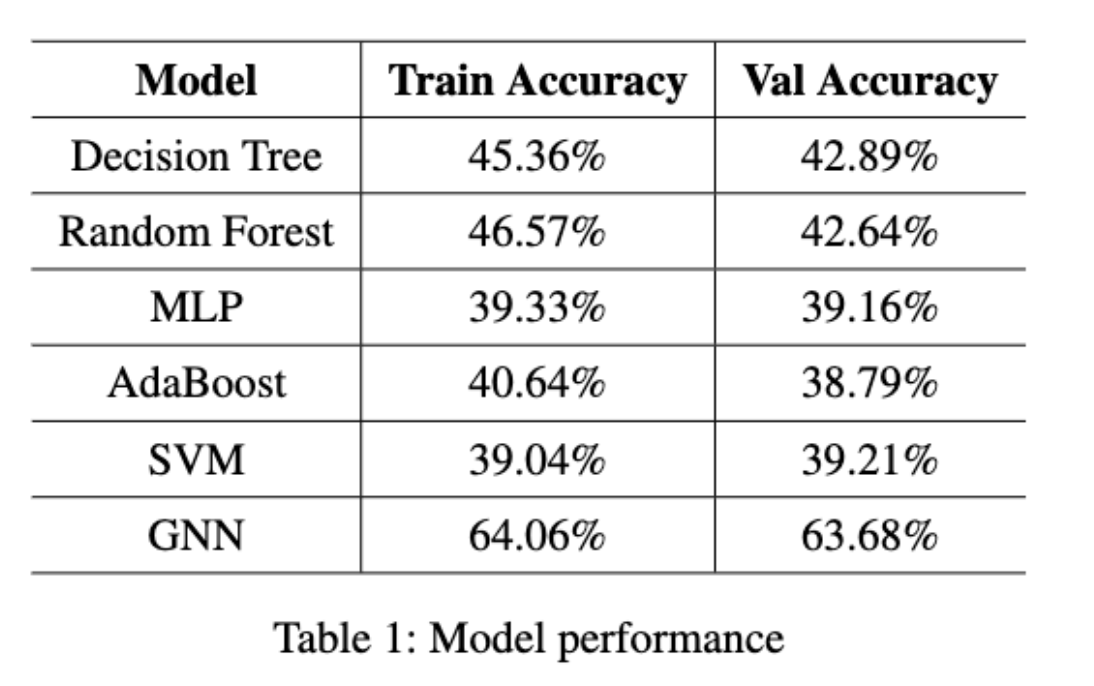 Model Train Accuracy Val Accuracy
Decision Tree 45.36% 42.89%
Random Forest 46.57% 42.64%
MLP 39.33% 39.16%
AdaBoost 40.64% 38.79%
SVM 39.04% 39.21%
GNN 64.06% 63.68%
Table 1: Model performance